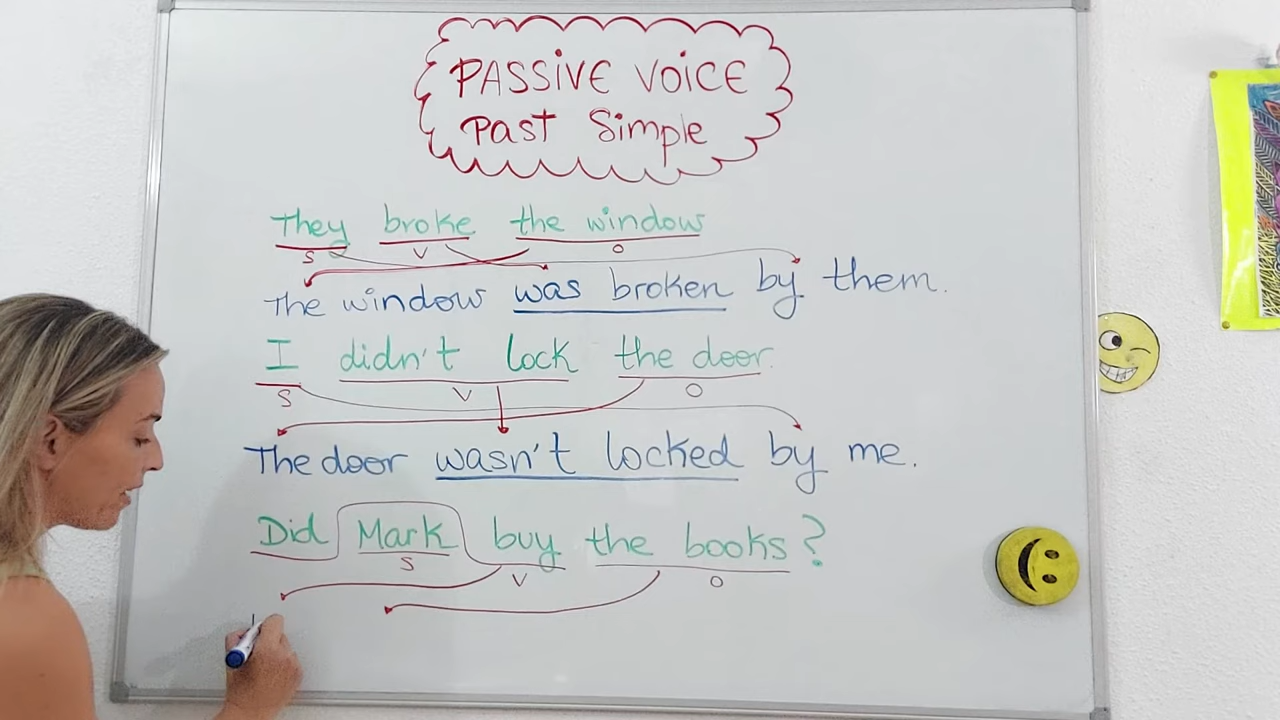 PASSIVE VOICE
Past Simple
They broke the window
S V O
The window was broken by them.
I didn't lock the door.
S V O
The door wasn't locked by me.
Did Mark buy the books?
S V O